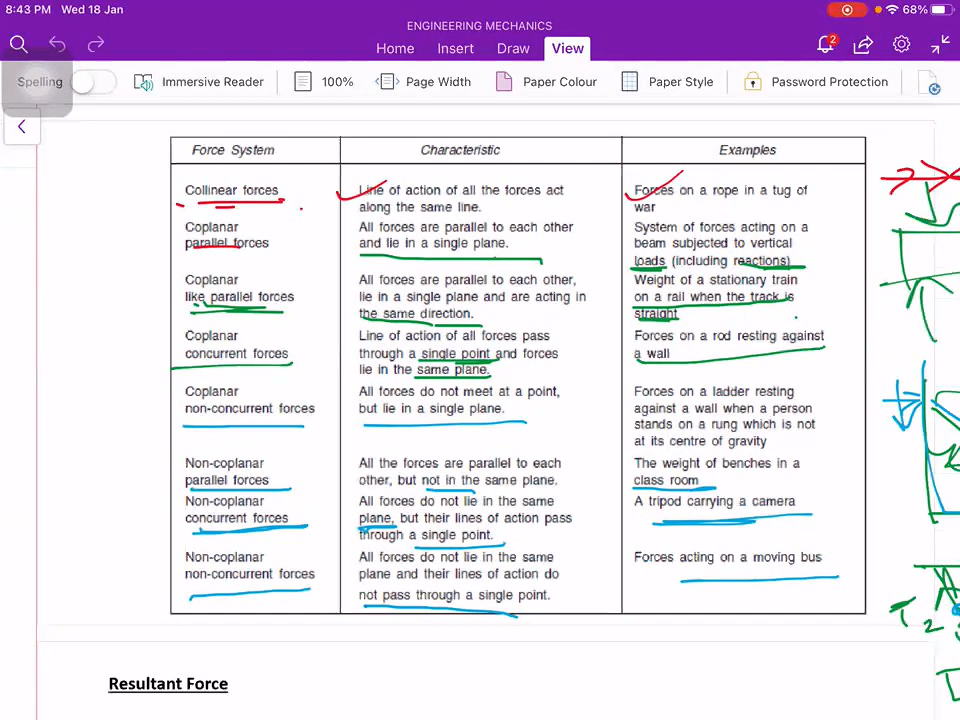 8:43 PM Wed 18 Jan
68%
ENGINEERING MECHANICS
Home Insert Draw View
2
Spelling
Immersive Reader
100%
Page Width
Paper Colour
Paper Style
Password Protection
Force System Characteristic Examples
Collinear forces
Line of action of all the forces act
along the same line.
Forces on a rope in a tug of
war
Coplanar
parallel forces
All forces are parallel to each other
and lie in a single plane.
System of forces acting on a
beam subjected to vertical
loads (including reactions)
Coplanar
like parallel forces
All forces are parallel to each other,
lie in a single plane and are acting in
the same direction.
Weight of a stationary train
on a rail when the track is
straight
Coplanar
concurrent forces
Line of action of all forces pass
through a single point and forces
lie in the same plane.
Forces on a rod resting against
a wall
Coplanar
non-concurrent forces
All forces do not meet at a point,
but lie in a single plane.
Forces on a ladder resting
against a wall when a person
stands on a rung which is not
at its centre of gravity
Non-coplanar
parallel forces
All the forces are parallel to each
other, but not in the same plane.
The weight of benches in a
class room
Non-coplanar
concurrent forces
All forces do not lie in the same
plane, but their lines of action pass
through a single point.
A tripod carrying a camera
Non-coplanar
non-concurrent forces
All forces do not lie in the same
plane and their lines of action do
not pass through a single point.
Forces acting on a moving bus
Resultant Force